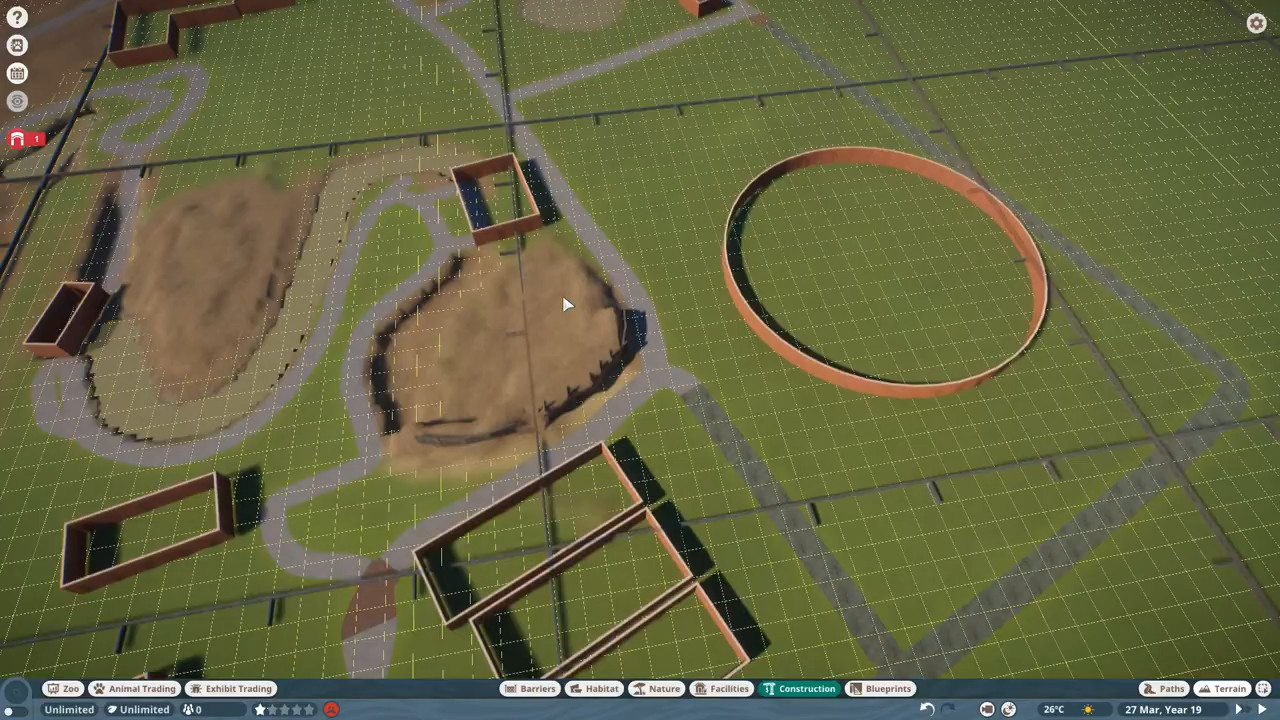 ?
1
Zoo
Animal Trading
Exhibit Trading
Barriers
Habitat
Nature
Facilities
Construction
Blueprints
Paths
Terrain
Unlimited
Unlimited
0
26°C
27 Mar, Year 19